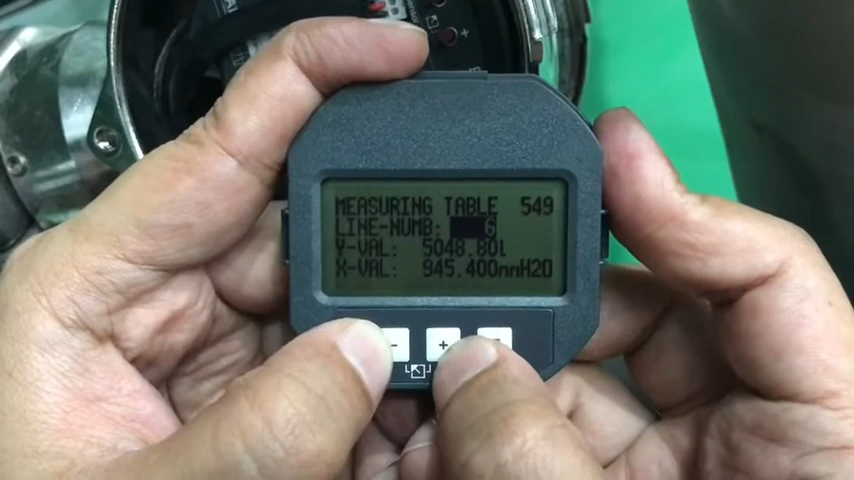 MEASURING TABLE 549
LINE-NUMB: 6
Y-VAL: 5048.80l
X-VAL: 945.400mmH2O
- +